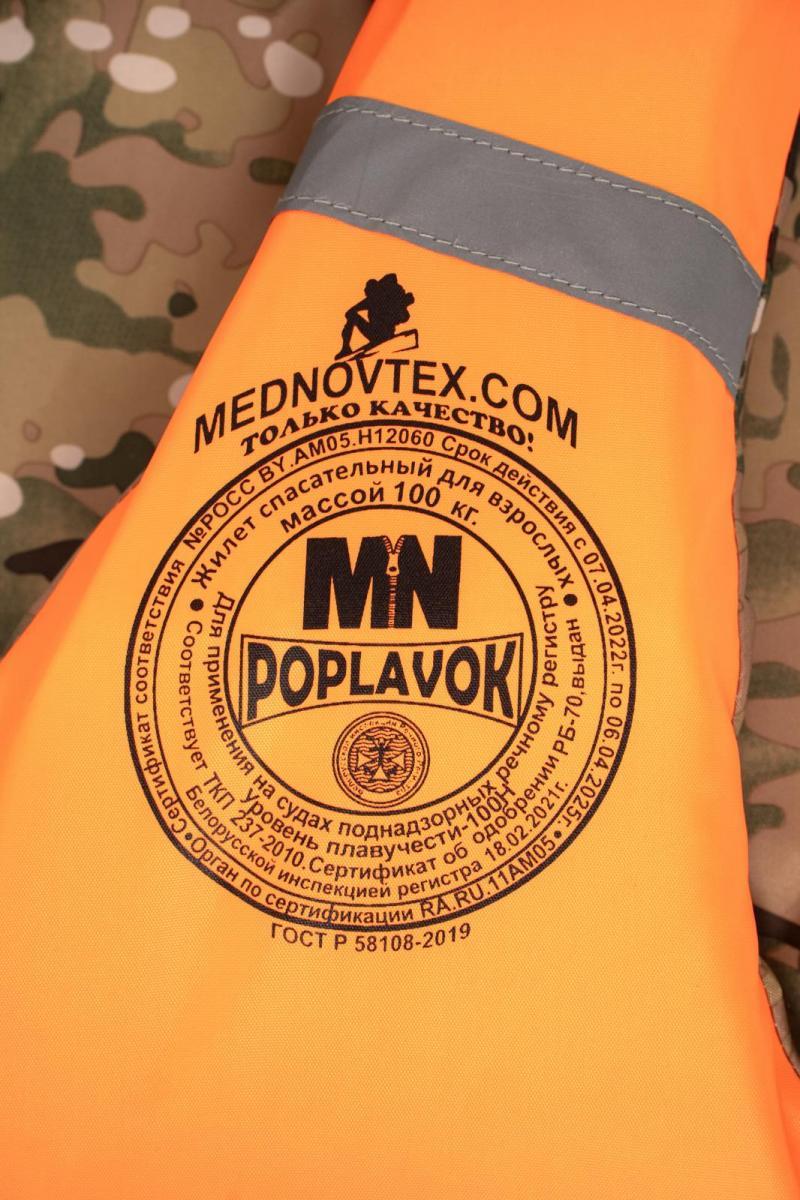 MEDNOVTEX.COM
ТОЛЬКО КАЧЕСТВО!
Сертификат соответствия №РОСС BY.АМ05.Н12060 Срок действия с 07.04.2022г. по 06.04.2025г.
•Орган по сертификации RA.RU.11АМ05•
Жилет спасательный для взрослых
массой 100 кг.
MN
POPLAVOK
Для применения на судах поднадзорных речному регистру
Уровень плавучести-100Н
• Соответствует ТКП 237-2010. Сертификат об одобрении РБ-70, выдан •
Белорусской инспекцией регистра 18.02.2021г.
ГОСТ Р 58108-2019